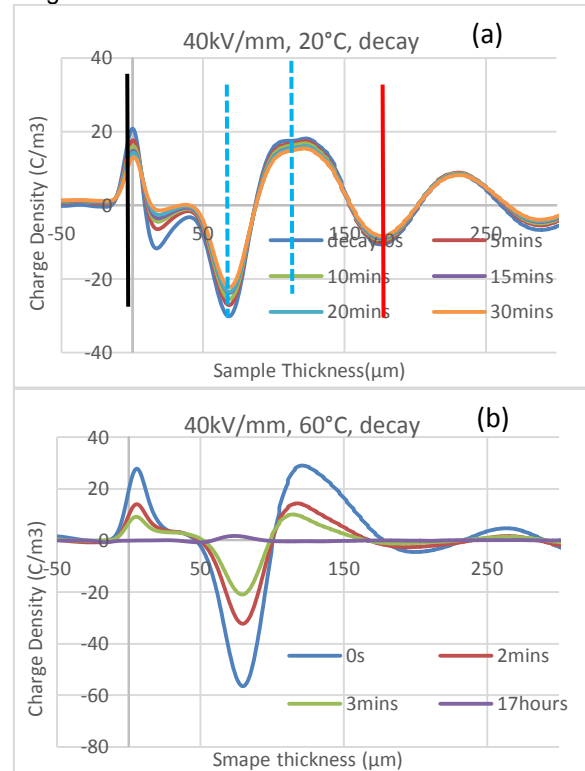 40kV/mm, 20°C, decay
(a)
40
20
0
-20
-40
-50
50
150
250
Charge Density (C/m3)
5mins
10mins
15mins
20mins
30mins
Sample Thickness(μm)
40kV/mm, 60°C, decay
(b)
40
20
0
-20
-40
-60
-80
-50
50
150
250
Charge Density (C/m3)
0s
2mins
3mins
17hours
Smape thickness (μm)